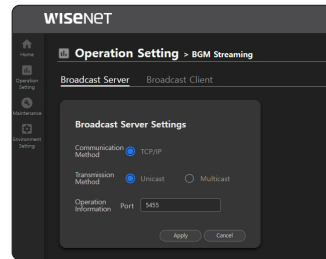 WISENET
Home
Operation Setting > BGM Streaming
Operation
Setting
Broadcast Server Broadcast Client
Maintenance
Environment
Setting
Broadcast Server Settings
Communication
Method
TCP/IP
Transmission
Method
Unicast Multicast
Operation
Information
Port 5455
Apply Cancel